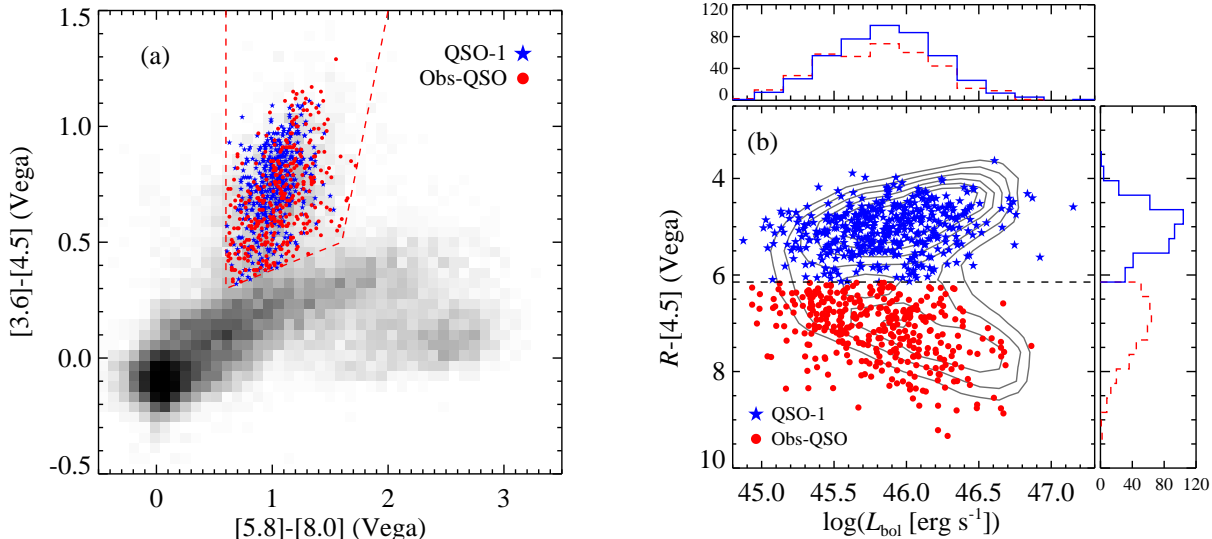 1.5
1.0
0.5
0.0
-0.5
[3.6]-[4.5] (Vega)
(a)
QSO-1
Obs-QSO
0 1 2 3
[5.8]-[8.0] (Vega)
120
80
40
0
(b)
4
6
8
10
R-[4.5] (Vega)
QSO-1
Obs-QSO
45.0 45.5 46.0 46.5 47.0
log(L_bol [erg s⁻¹])
0 40 80 120